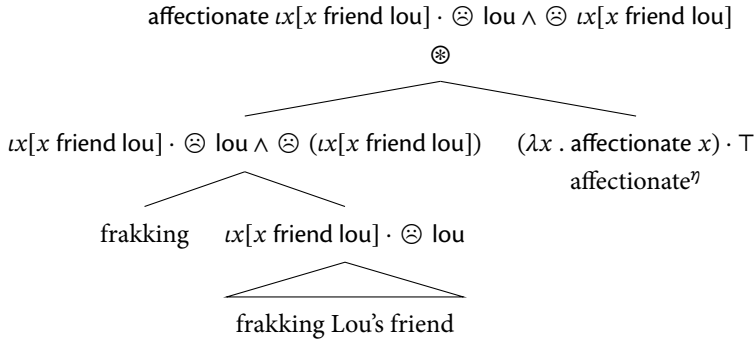 affectionate ιx[x friend lou] · ☹ lou ∧ ☹ ιx[x friend lou]
⊛
ιx[x friend lou] · ☹ lou ∧ ☹ (ιx[x friend lou])
(λx . affectionate x) · ⊤
affectionate^η
frakking
ιx[x friend lou] · ☹ lou
frakking Lou's friend